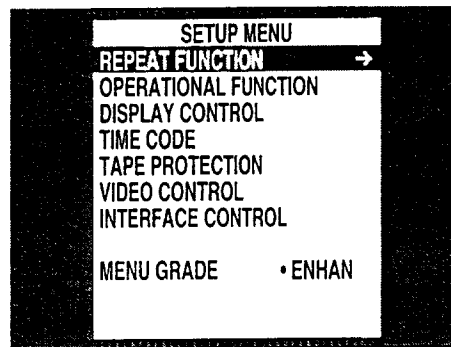 SETUP MENU
REPEAT FUNCTION →
OPERATIONAL FUNCTION
DISPLAY CONTROL
TIME CODE
TAPE PROTECTION
VIDEO CONTROL
INTERFACE CONTROL
MENU GRADE • ENHAN